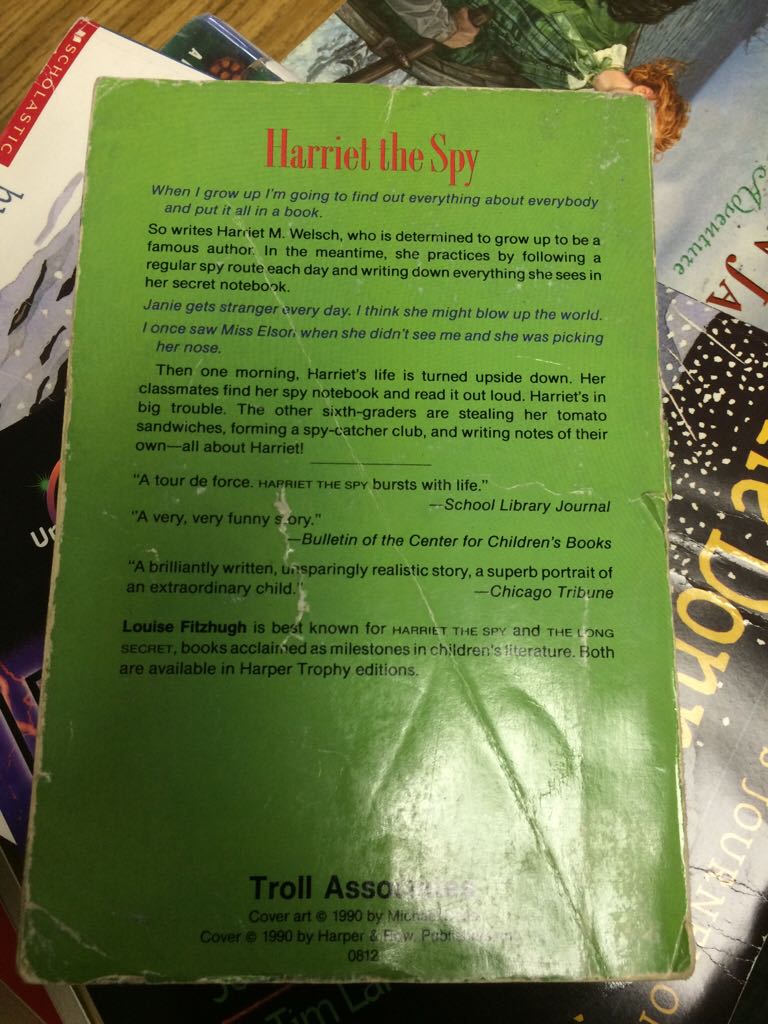 SCHOLASTIC
Adventure
Harriet the Spy
When I grow up I'm going to find out everything about everybody
and put it all in a book.
So writes Harriet M. Welsch, who is determined to grow up to be a
famous author. In the meantime, she practices by following a
regular spy route each day and writing down everything she sees in
her secret notebook.
Janie gets stranger every day. I think she might blow up the world.
I once saw Miss Elson when she didn't see me and she was picking
her nose.
Then one morning, Harriet's life is turned upside down. Her
classmates find her spy notebook and read it out loud. Harriet's in
big trouble. The other sixth-graders are stealing her tomato
sandwiches, forming a spy-catcher club, and writing notes of their
own—all about Harriet!
"A tour de force. HARRIET THE SPY bursts with life."
—School Library Journal
"A very, very funny story."
—Bulletin of the Center for Children's Books
"A brilliantly written, unsparingly realistic story, a superb portrait of
an extraordinary child."
—Chicago Tribune
Louise Fitzhugh is best known for HARRIET THE SPY and THE LONG
SECRET, books acclaimed as milestones in children's literature. Both
are available in Harper Trophy editions.
Troll Associates
Cover art © 1990 by
Cover © 1990 by Harper & Row,
0812
Tim